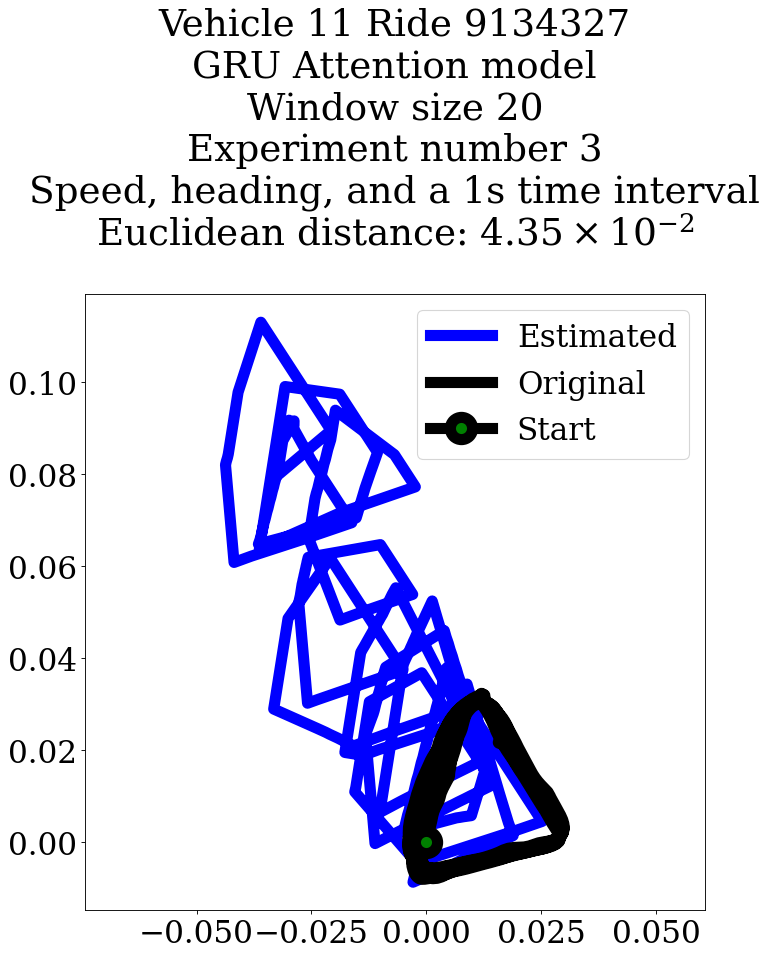 Vehicle 11 Ride 9134327
GRU Attention model
Window size 20
Experiment number 3
Speed, heading, and a 1s time interval
Euclidean distance: 4.35 × 10⁻²
Estimated
Original
Start
0.10
0.08
0.06
0.04
0.02
0.00
−0.050 −0.025 0.000 0.025 0.050